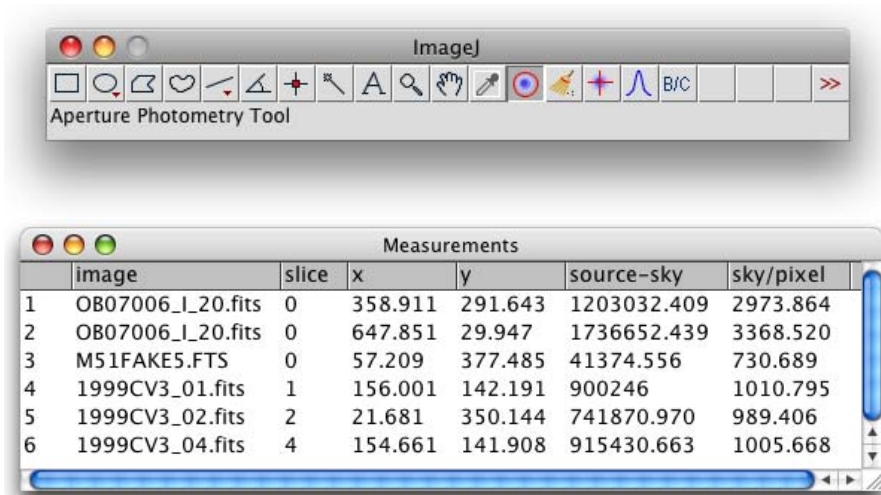 ImageJ
A B/C >>
Aperture Photometry Tool
Measurements
image slice x y source-sky sky/pixel
1 OB07006_I_20.fits 0 358.911 291.643 1203032.409 2973.864
2 OB07006_I_20.fits 0 647.851 29.947 1736652.439 3368.520
3 M51FAKE5.FTS 0 57.209 377.485 41374.556 730.689
4 1999CV3_01.fits 1 156.001 142.191 900246 1010.795
5 1999CV3_02.fits 2 21.681 350.144 741870.970 989.406
6 1999CV3_04.fits 4 154.661 141.908 915430.663 1005.668